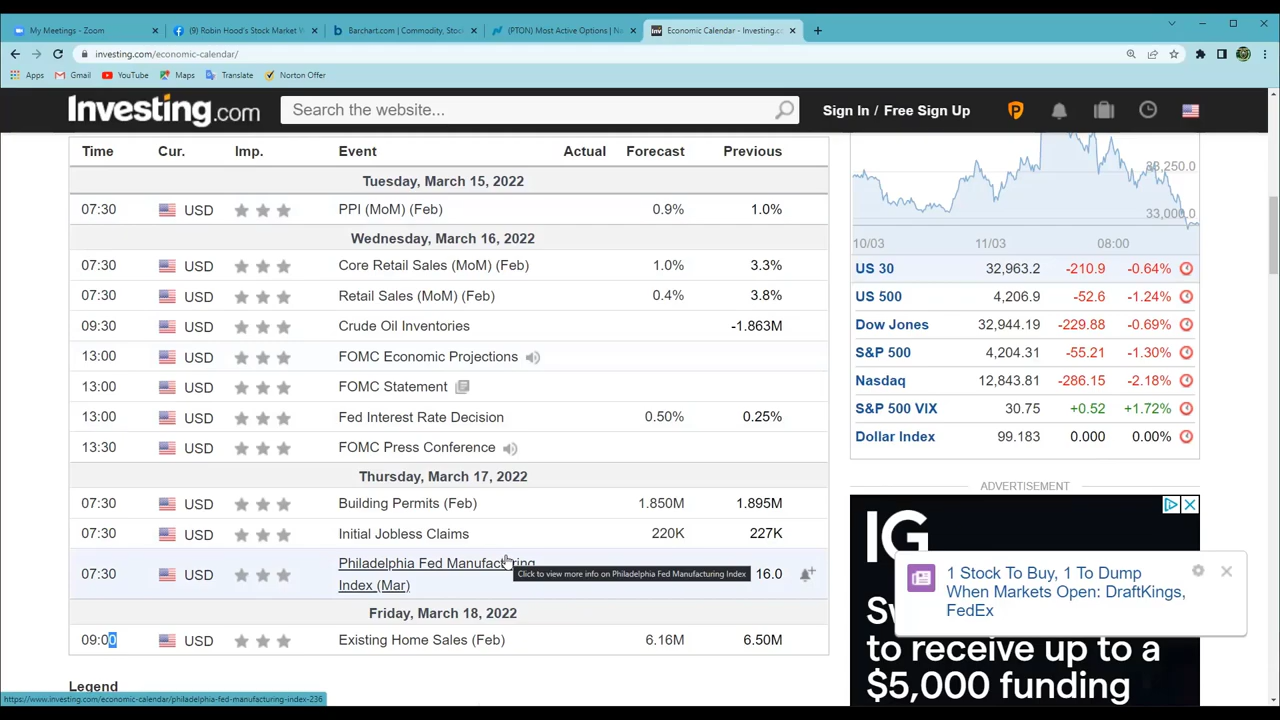 My Meetings - Zoom
(9) Robin Hood's Stock Market W
Barchart.com | Commodity, Stoc
(PTON) Most Active Options | N
Economic Calendar - Investing.c
investing.com/economic-calendar/
Apps Gmail YouTube Maps Translate Norton Offer
Investing.com
Search the website...
Sign In / Free Sign Up
Time Cur. Imp. Event Actual Forecast Previous
Tuesday, March 15, 2022
07:30 USD PPI (MoM) (Feb) 0.9% 1.0%
Wednesday, March 16, 2022
07:30 USD Core Retail Sales (MoM) (Feb) 1.0% 3.3%
07:30 USD Retail Sales (MoM) (Feb) 0.4% 3.8%
09:30 USD Crude Oil Inventories -1.863M
13:00 USD FOMC Economic Projections
13:00 USD FOMC Statement
13:00 USD Fed Interest Rate Decision 0.50% 0.25%
13:30 USD FOMC Press Conference
Thursday, March 17, 2022
07:30 USD Building Permits (Feb) 1.850M 1.895M
07:30 USD Initial Jobless Claims 220K 227K
07:30 USD Philadelphia Fed Manufacturing
Index (Mar) 16.0
Click to view more info on Philadelphia Fed Manufacturing Index
Friday, March 18, 2022
09:00 USD Existing Home Sales (Feb) 6.16M 6.50M
Legend
https://www.investing.com/economic-calendar/philadelphia-fed-manufacturing-index-236
33,000.0
10/03 11/03 08:00
US 30 32,963.2 -210.9 -0.64%
US 500 4,206.9 -52.6 -1.24%
Dow Jones 32,944.19 -229.88 -0.69%
S&P 500 4,204.31 -55.21 -1.30%
Nasdaq 12,843.81 -286.15 -2.18%
S&P 500 VIX 30.75 +0.52 +1.72%
Dollar Index 99.183 0.000 0.00%
ADVERTISEMENT
IG
1 Stock To Buy, 1 To Dump
When Markets Open: DraftKings,
FedEx
to receive up to a
$5,000 funding